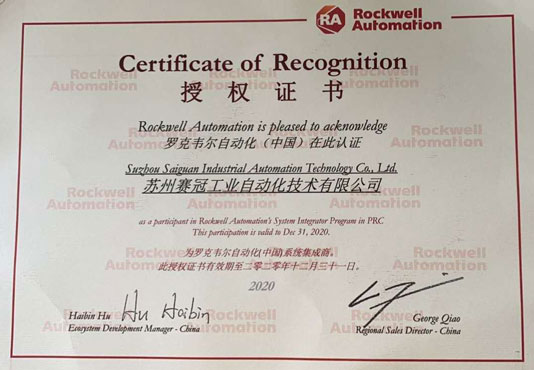 RA Rockwell Automation
Certificate of Recognition
授权证书
Rockwell Automation is pleased to acknowledge
罗克韦尔自动化（中国）在此认证
Suzhou Saiguan Industrial Automation Technology Co., Ltd.
苏州赛冠工业自动化技术有限公司
as a participant in Rockwell Automation's System Integrator Program in PRC
This participation is valid to Dec 31, 2020.
为罗克韦尔自动化(中国)系统集成商。
此授权证书有效期至二零二零年十二月三十一日。
2020
Haibin Hu Hu Haibin
Ecosystem Development Manager - China
George Qiao
Regional Sales Director - China